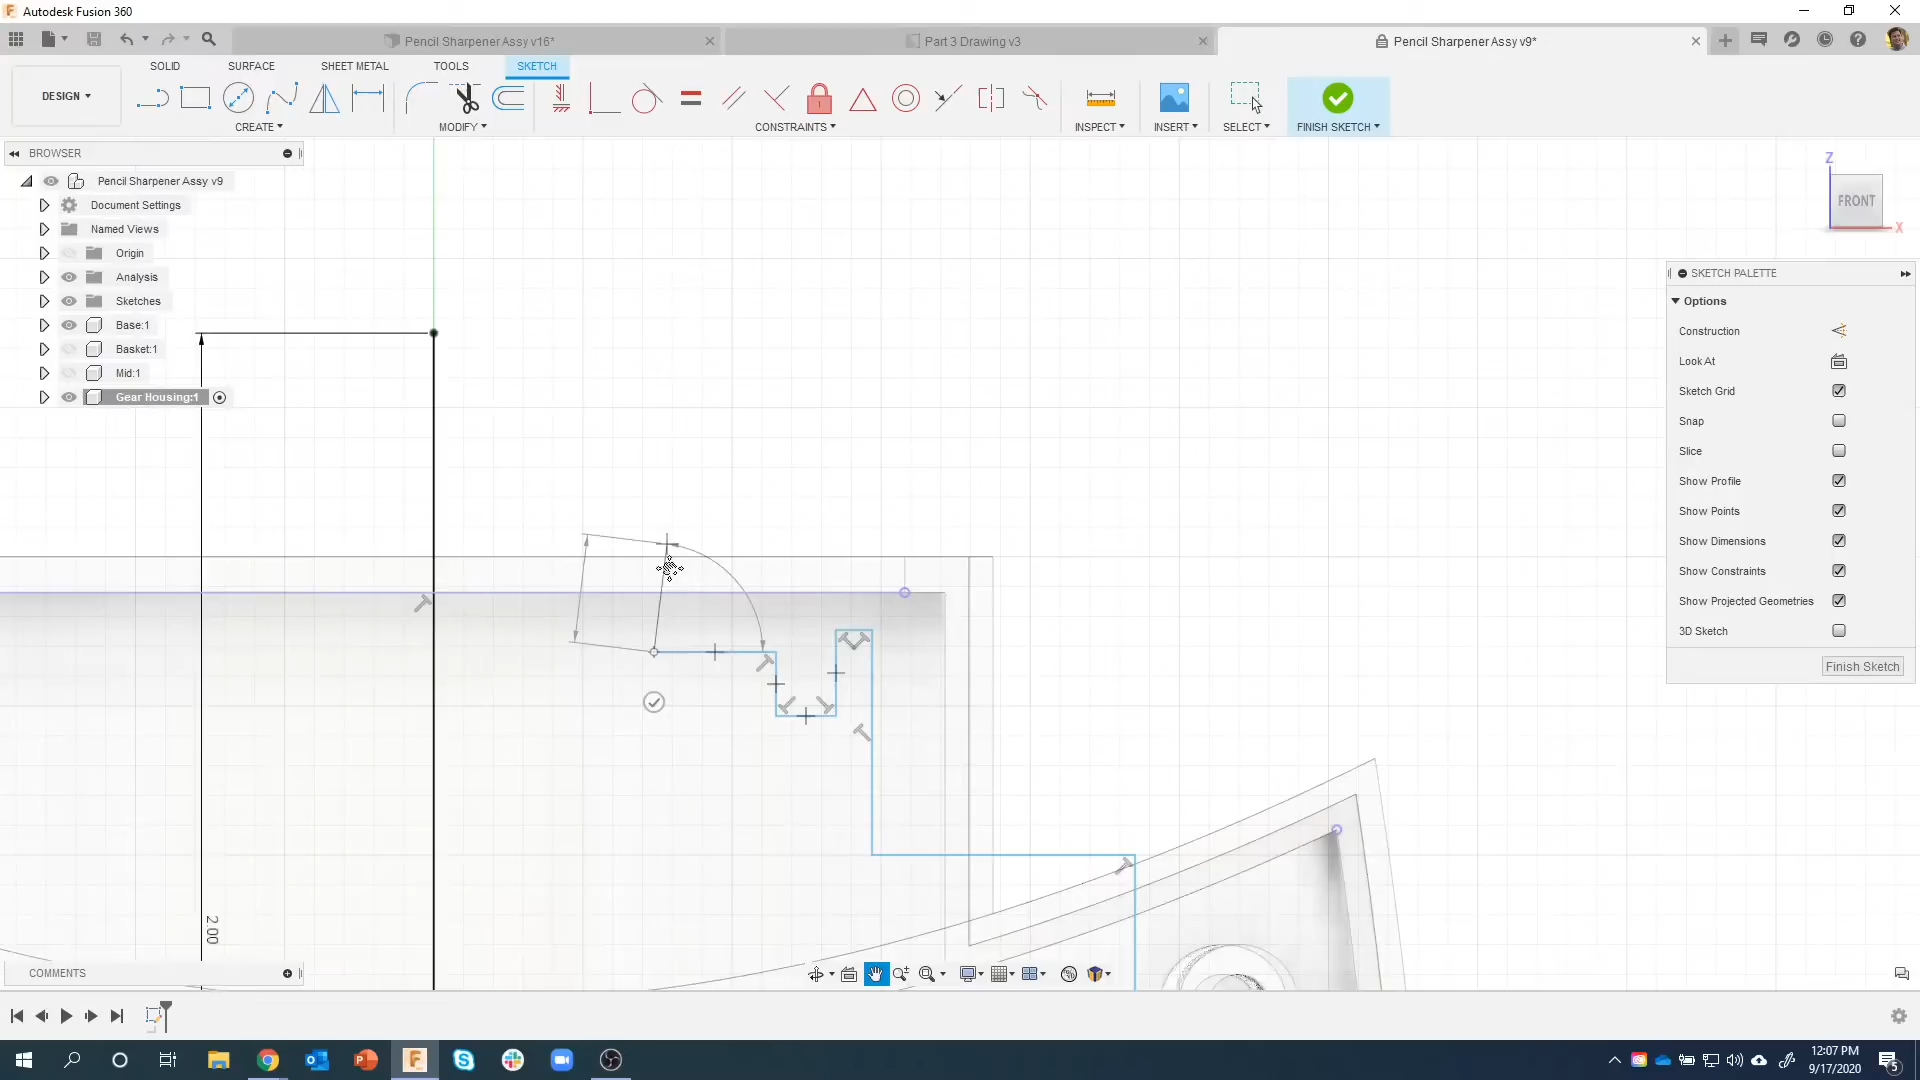 Autodesk Fusion 360
Pencil Sharpener Assy v16*
Part 3 Drawing v3
Pencil Sharpener Assy v9*
SOLID SURFACE SHEET METAL TOOLS SKETCH
DESIGN
CREATE MODIFY CONSTRAINTS INSPECT INSERT SELECT FINISH SKETCH
BROWSER
Pencil Sharpener Assy v9
Document Settings
Named Views
Origin
Analysis
Sketches
Base:1
Basket:1
Mid:1
Gear Housing:1
Z
FRONT
X
SKETCH PALETTE
Options
Construction
Look At
Sketch Grid
Snap
Slice
Show Profile
Show Points
Show Dimensions
Show Constraints
Show Projected Geometries
3D Sketch
Finish Sketch
2.00
COMMENTS
12:07 PM
9/17/2020
5